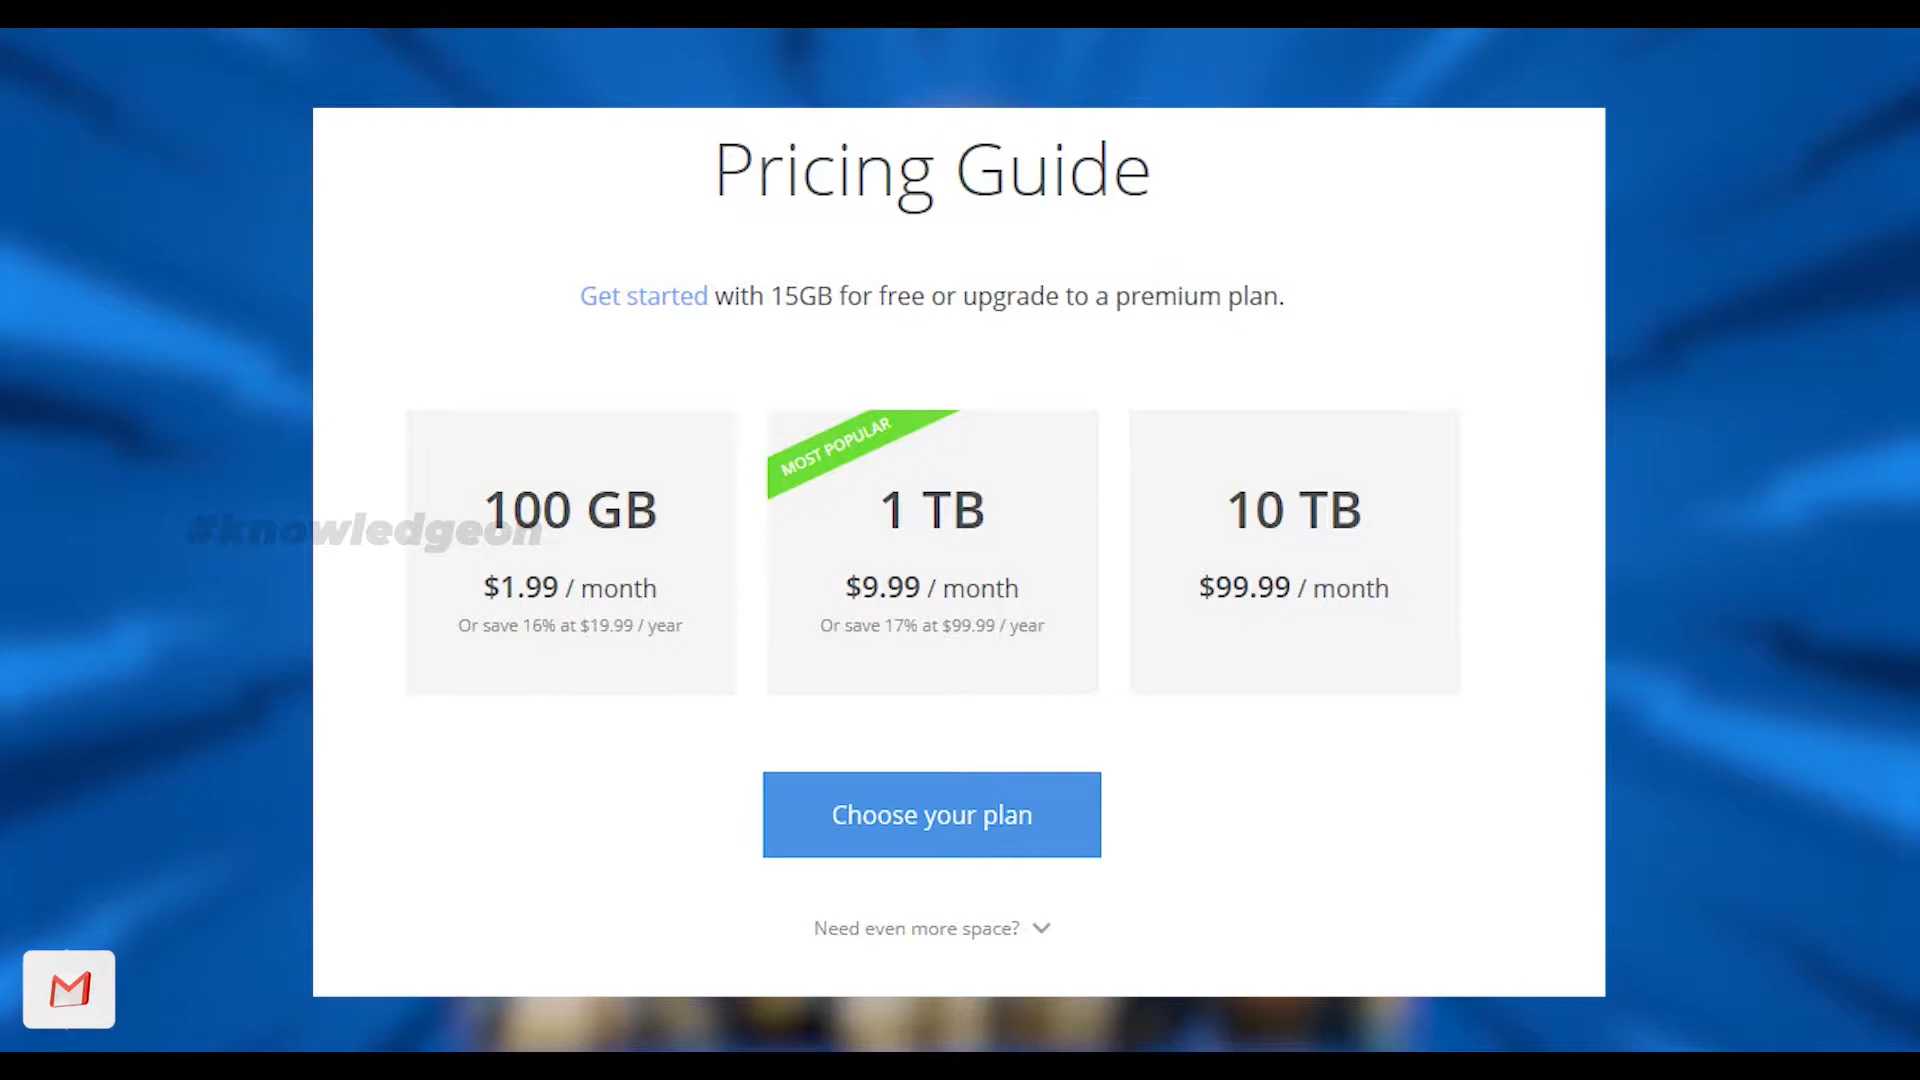 Pricing Guide
Get started with 15GB for free or upgrade to a premium plan.
MOST POPULAR
100 GB
$1.99 / month
Or save 16% at $19.99 / year
1 TB
$9.99 / month
Or save 17% at $99.99 / year
10 TB
$99.99 / month
#knowledgeon
Choose your plan
Need even more space?